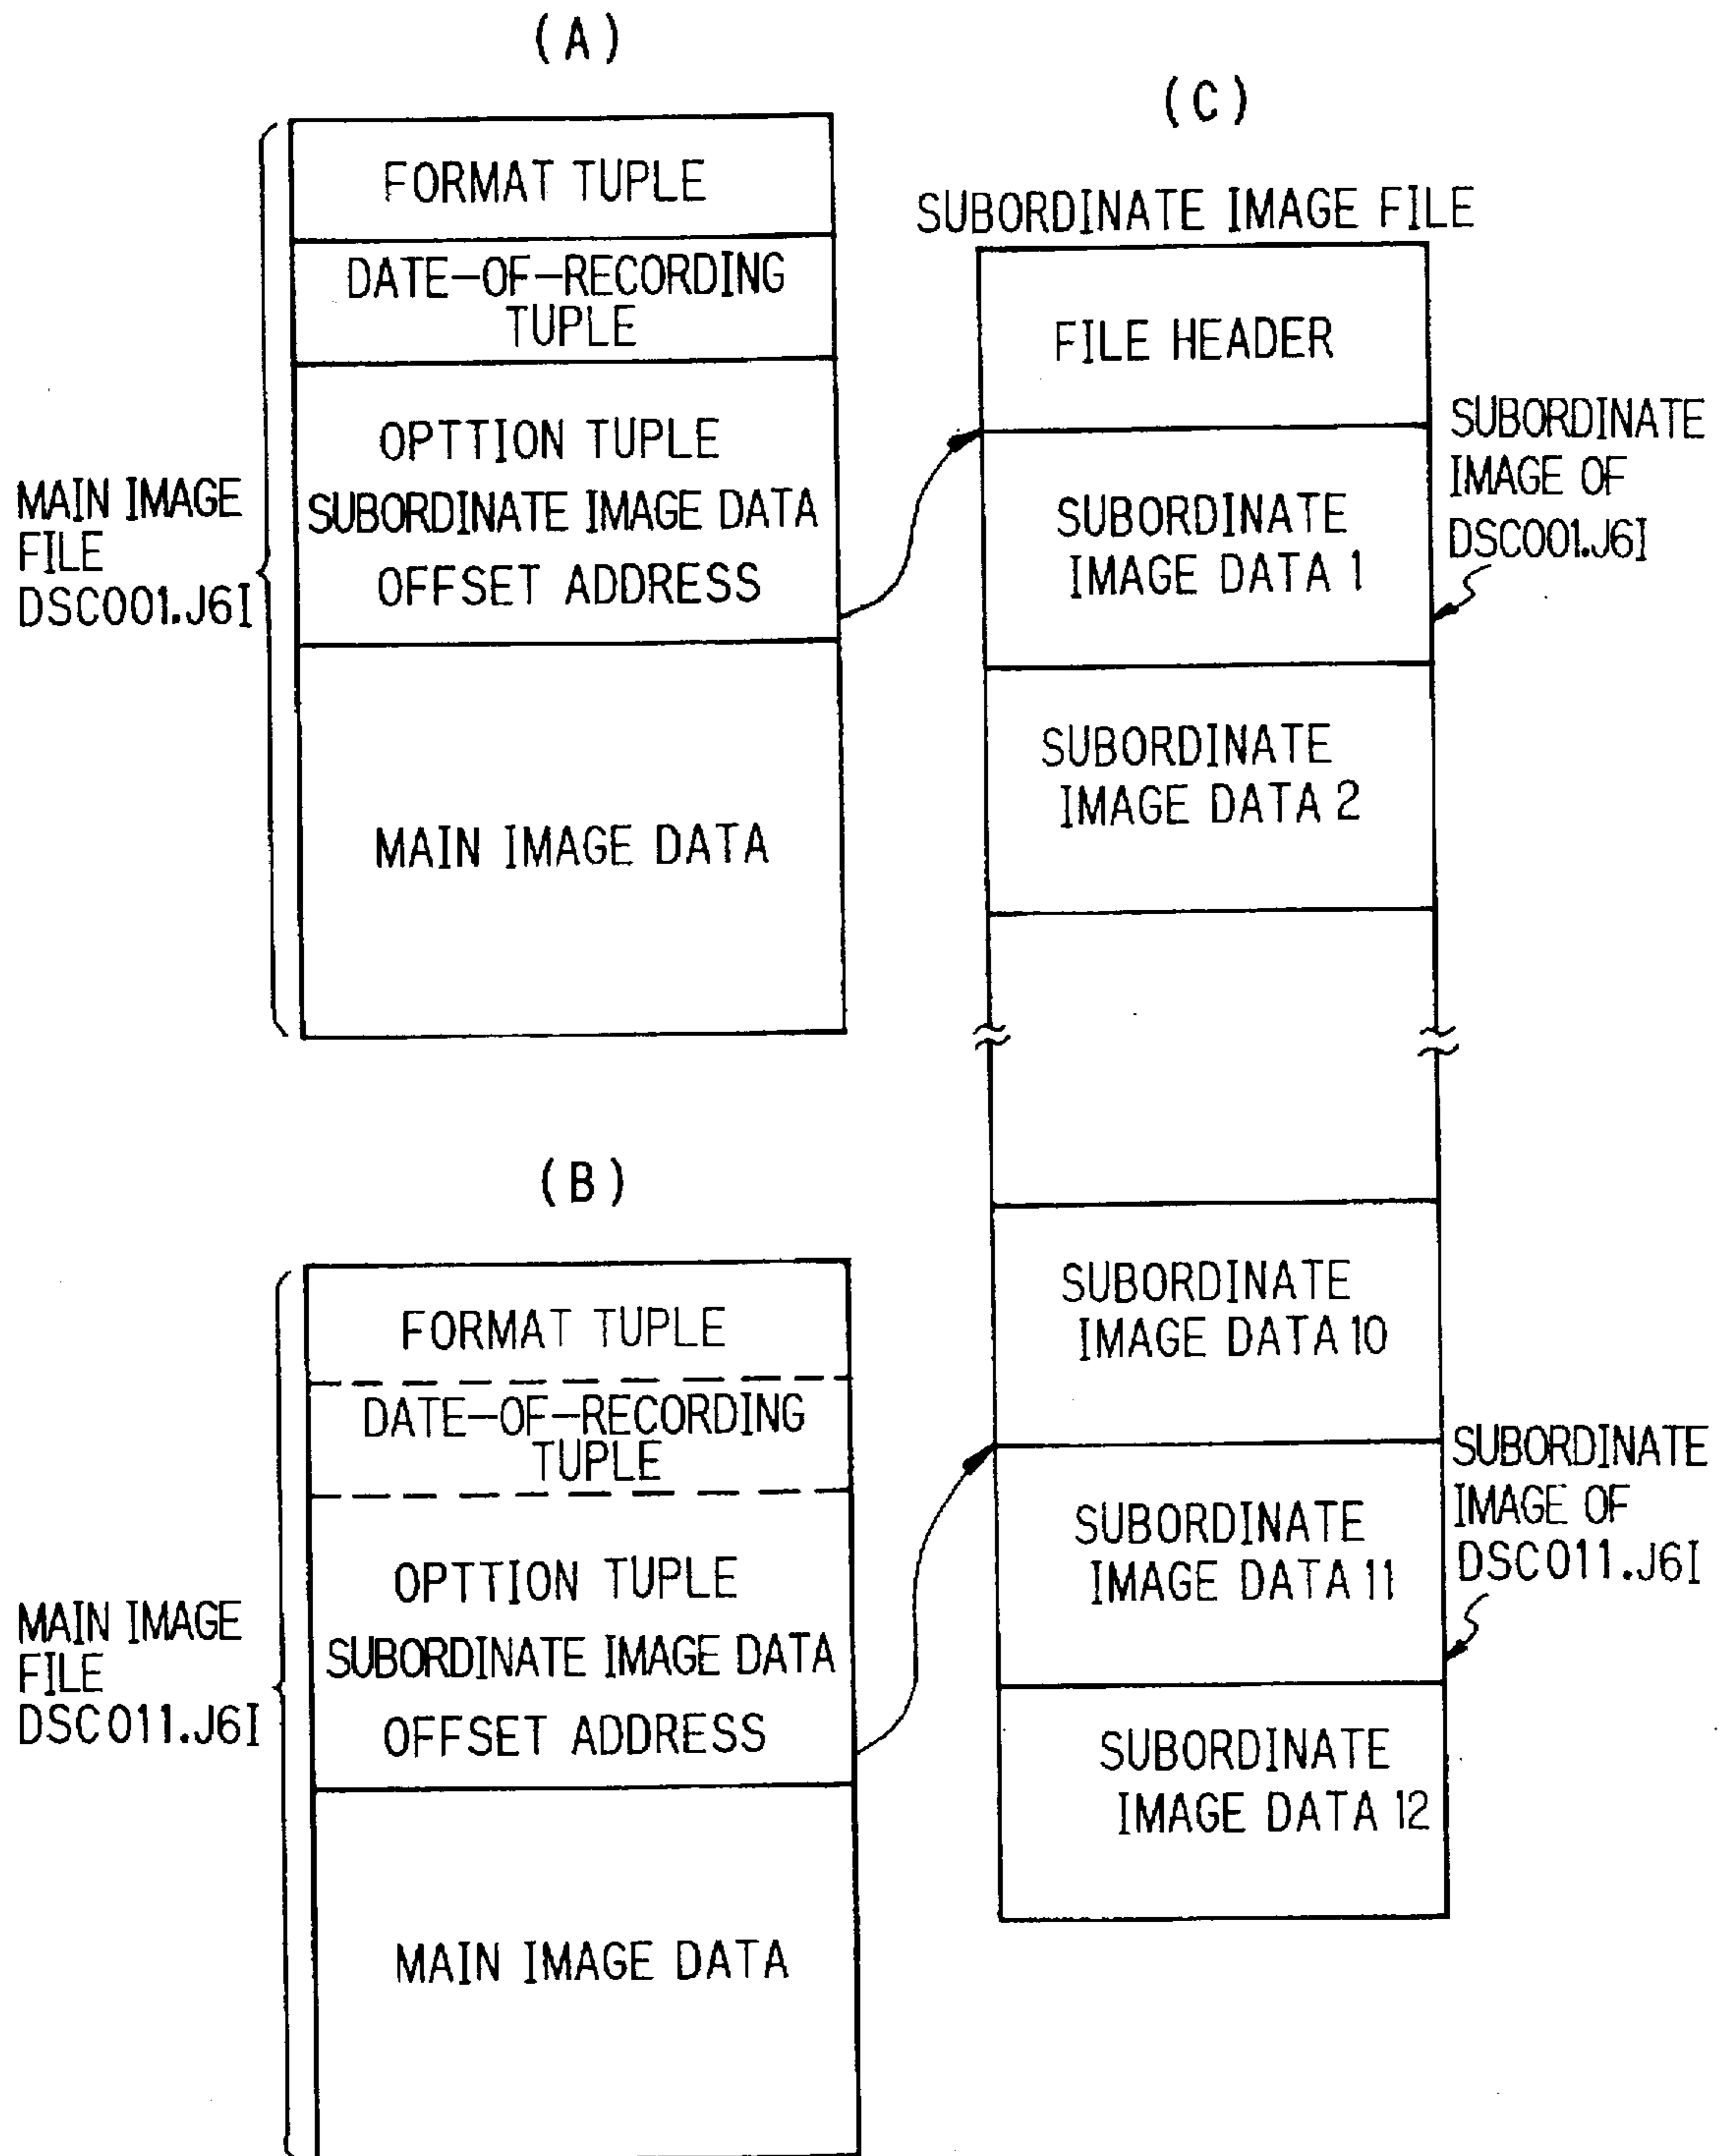 (A)
FORMAT TUPLE
DATE-OF-RECORDING
TUPLE
OPTTION TUPLE
SUBORDINATE IMAGE DATA
OFFSET ADDRESS
MAIN IMAGE DATA
MAIN IMAGE
FILE
DSC001.J6I
(B)
FORMAT TUPLE
DATE-OF-RECORDING
TUPLE
OPTTION TUPLE
SUBORDINATE IMAGE DATA
OFFSET ADDRESS
MAIN IMAGE DATA
MAIN IMAGE
FILE
DSC011.J6I
(C)
SUBORDINATE IMAGE FILE
FILE HEADER
SUBORDINATE
IMAGE DATA 1
SUBORDINATE
IMAGE OF
DSC001.J6I
SUBORDINATE
IMAGE DATA 2
SUBORDINATE
IMAGE DATA 10
SUBORDINATE
IMAGE DATA 11
SUBORDINATE
IMAGE OF
DSC011.J6I
SUBORDINATE
IMAGE DATA 12